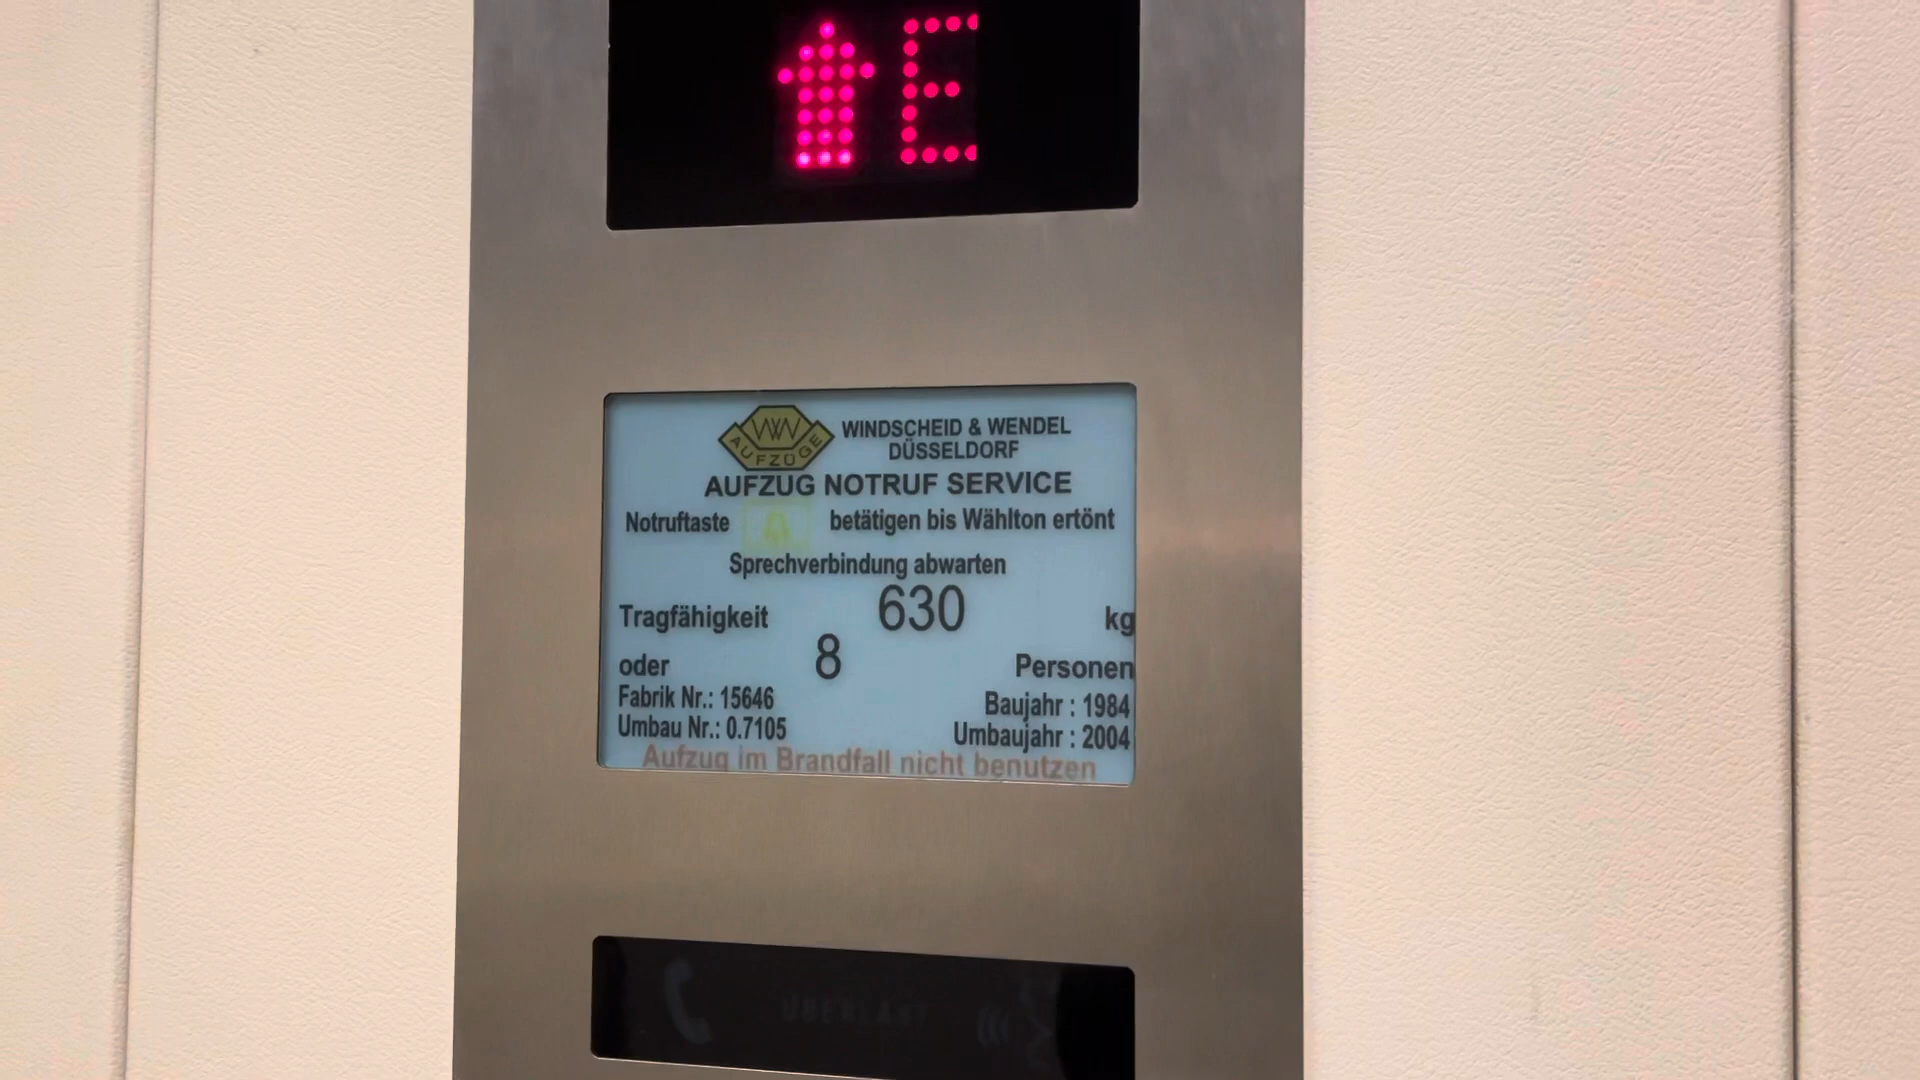 E
WW
AUFZÜGE
WINDSCHEID & WENDEL
DÜSSELDORF
AUFZUG NOTRUF SERVICE
Notruftaste betätigen bis Wählton ertönt
Sprechverbindung abwarten
Tragfähigkeit 630 kg
oder 8 Personen
Fabrik Nr.: 15646 Baujahr : 1984
Umbau Nr.: 0.7105 Umbaujahr : 2004
Aufzug im Brandfall nicht benutzen
ÜBERLAST